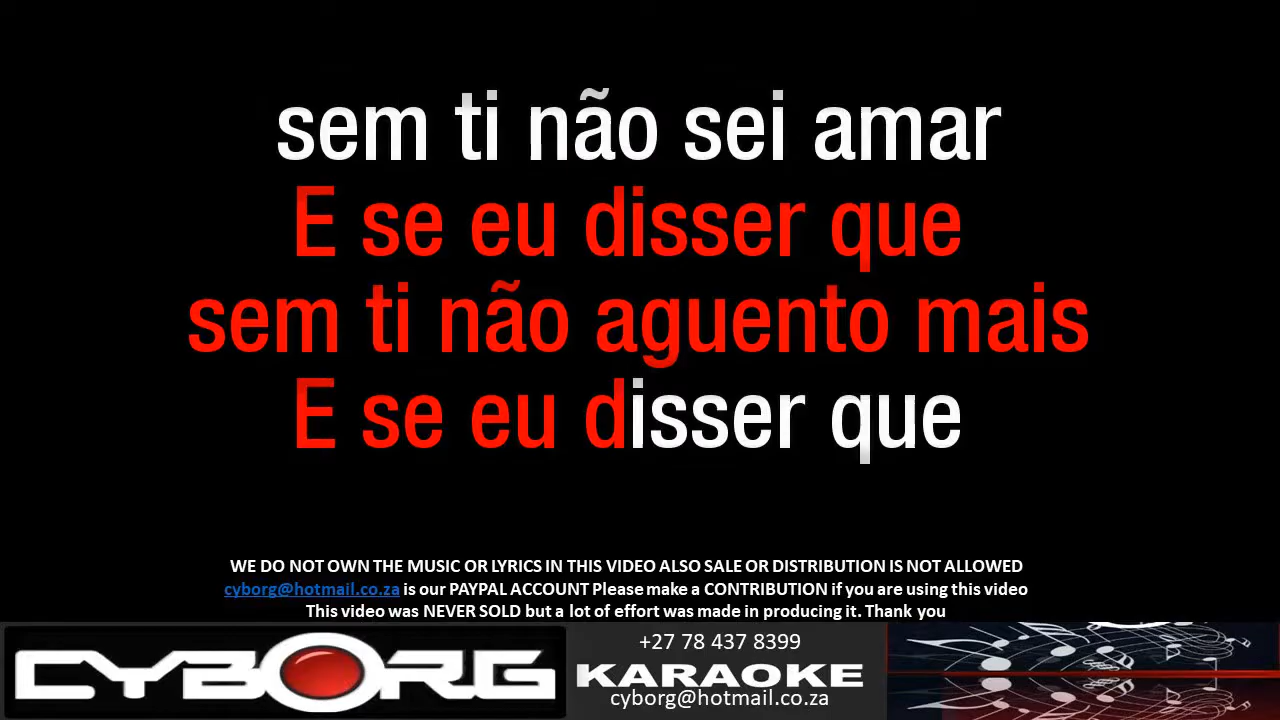 sem ti não sei amar
E se eu disser que
sem ti não aguento mais
E se eu disser que
WE DO NOT OWN THE MUSIC OR LYRICS IN THIS VIDEO ALSO SALE OR DISTRIBUTION IS NOT ALLOWED
cyborg@hotmail.co.za is our PAYPAL ACCOUNT Please make a CONTRIBUTION if you are using this video
This video was NEVER SOLD but a lot of effort was made in producing it. Thank you
CYBORG
+27 78 437 8399
KARAOKE
cyborg@hotmail.co.za